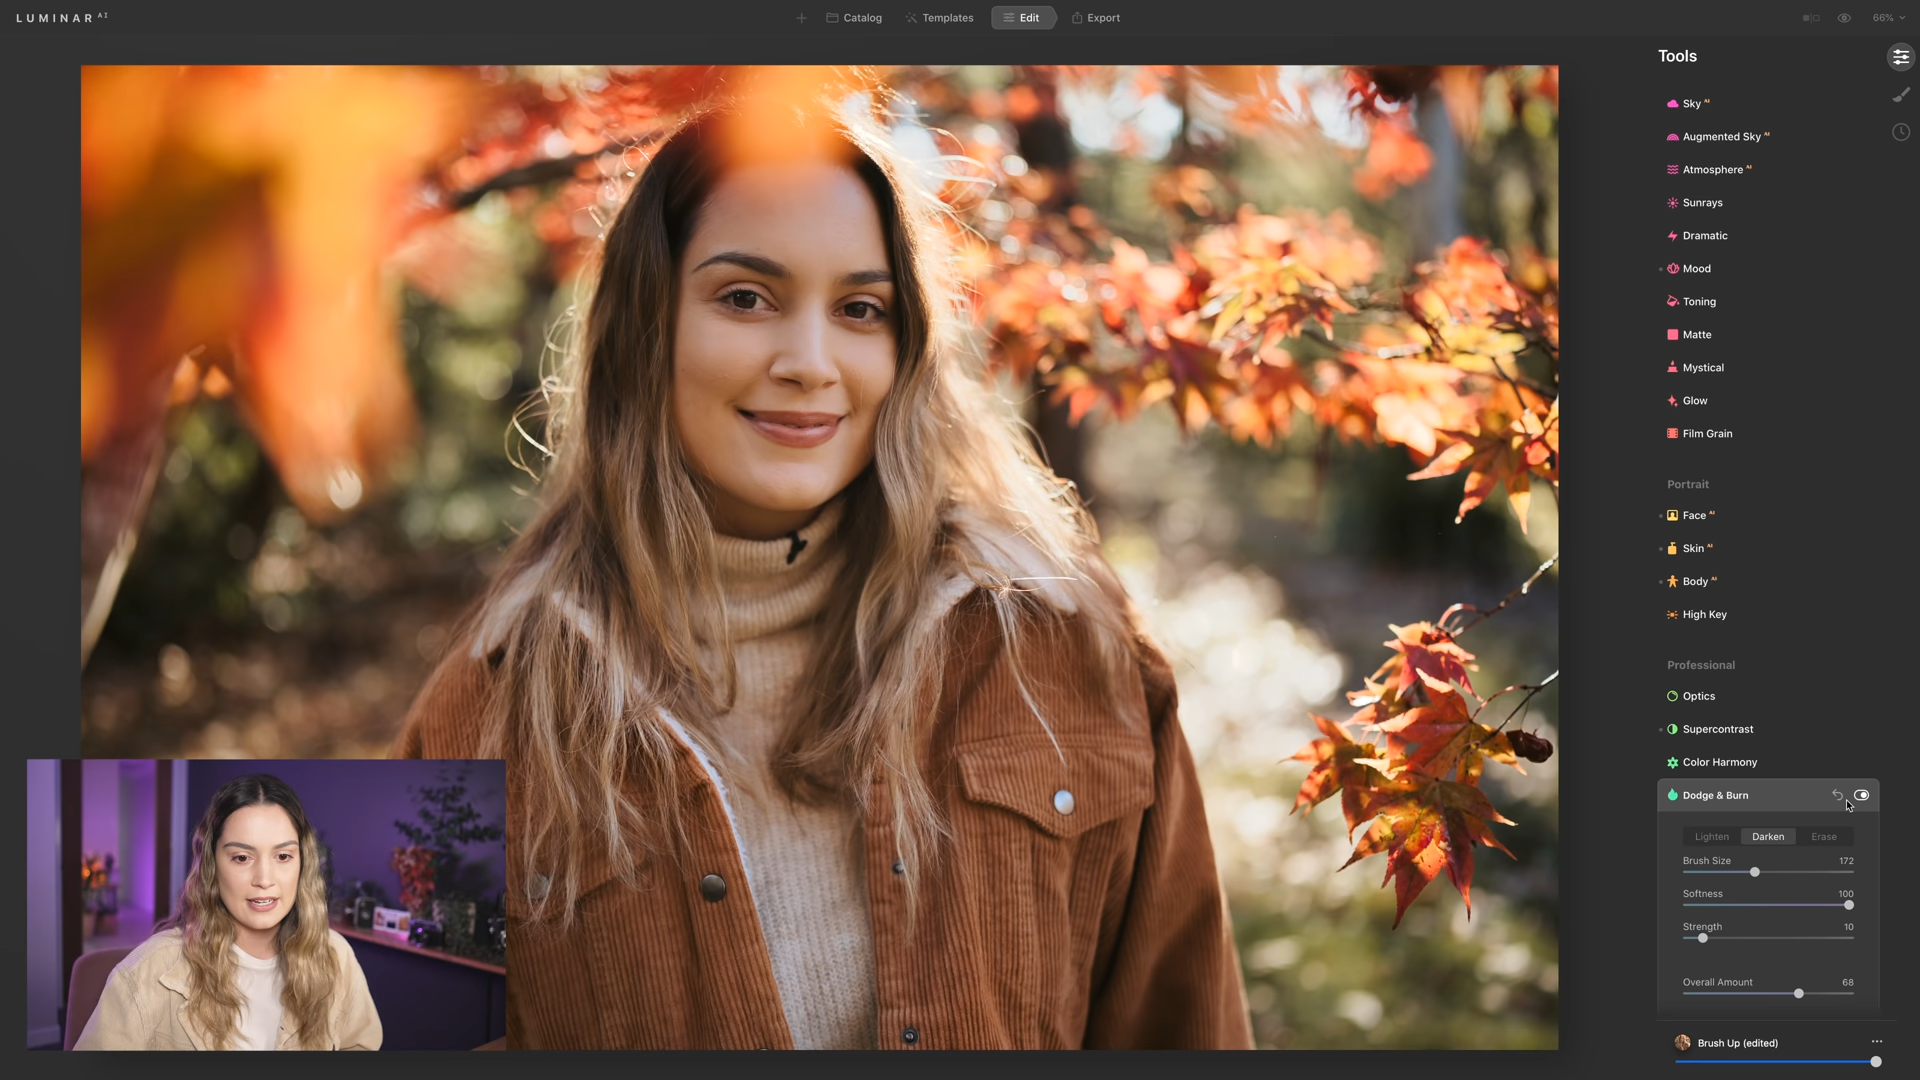 LUMINAR AI
Catalog
Templates
Edit
Export
66%
Tools
Sky AI
Augmented Sky AI
Atmosphere AI
Sunrays
Dramatic
Mood
Toning
Matte
Mystical
Glow
Film Grain
Portrait
Face AI
Skin AI
Body AI
High Key
Professional
Optics
Supercontrast
Color Harmony
Dodge & Burn
Lighten Darken Erase
Brush Size 172
Softness 100
Strength 10
Overall Amount 68
Brush Up (edited)